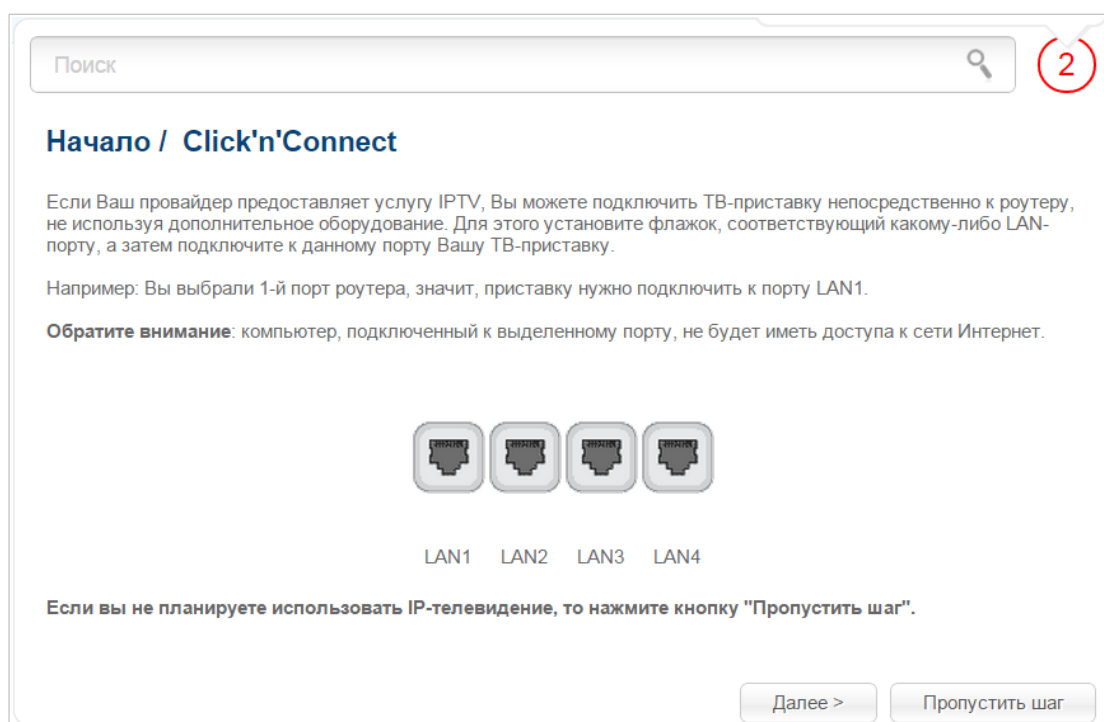 Поиск
2
Начало / Click'n'Connect
Если Ваш провайдер предоставляет услугу IPTV, Вы можете подключить ТВ-приставку непосредственно к роутеру,
не используя дополнительное оборудование. Для этого установите флажок, соответствующий какому-либо LAN-
порту, а затем подключите к данному порту Вашу ТВ-приставку.
Например: Вы выбрали 1-й порт роутера, значит, приставку нужно подключить к порту LAN1.
Обратите внимание: компьютер, подключенный к выделенному порту, не будет иметь доступа к сети Интернет.
LAN1 LAN2 LAN3 LAN4
Если вы не планируете использовать IP-телевидение, то нажмите кнопку "Пропустить шаг".
Далее > Пропустить шаг